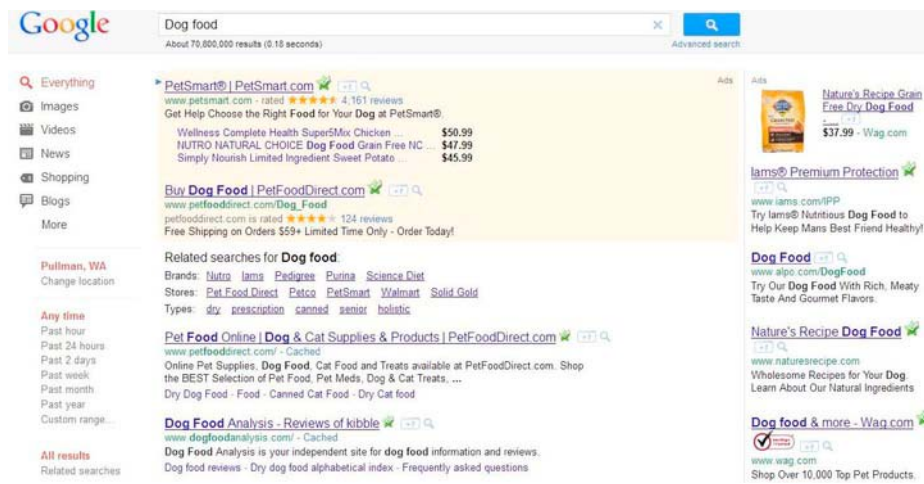 Google
Dog food
About 70,800,000 results (0.18 seconds)
Advanced search
Everything
Images
Videos
News
Shopping
Blogs
More
Pullman, WA
Change location
Any time
Past hour
Past 24 hours
Past 2 days
Past week
Past month
Past year
Custom range...
All results
Related searches
PetSmart® | PetSmart.com
Ads
www.petsmart.com - rated 4,161 reviews
Get Help Choose the Right Food for Your Dog at PetSmart®.
Wellness Complete Health Super5Mix Chicken ... $50.99
NUTRO NATURAL CHOICE Dog Food Grain Free NC ... $47.99
Simply Nourish Limited Ingredient Sweet Potato ... $45.99
Buy Dog Food | PetFoodDirect.com
www.petfooddirect.com/Dog_Food
petfooddirect.com is rated 124 reviews
Free Shipping on Orders $59+ Limited Time Only - Order Today!
Related searches for Dog food:
Brands: Nutro Iams Pedigree Purina Science Diet
Stores: Pet Food Direct Petco PetSmart Walmart Solid Gold
Types: dry prescription canned senior holistic
Pet Food Online | Dog & Cat Supplies & Products | PetFoodDirect.com
www.petfooddirect.com/ - Cached
Online Pet Supplies, Dog Food, Cat Food and Treats available at PetFoodDirect.com. Shop
the BEST Selection of Pet Food, Pet Meds, Dog & Cat Treats, ...
Dry Dog Food - Food - Canned Cat Food - Dry Cat food
Dog Food Analysis - Reviews of kibble
www.dogfoodanalysis.com/ - Cached
Dog Food Analysis is your independent site for dog food information and reviews.
Dog food reviews - Dry dog food alphabetical index - Frequently asked questions
Ads
Nature's Recipe Grain
Free Dry Dog Food
...
$37.99 - Wag.com
Iams® Premium Protection
www.iams.com/IPP
Try Iams® Nutritious Dog Food to
Help Keep Mans Best Friend Healthy!
Dog Food
www.alpo.com/DogFood
Try Our Dog Food With Rich, Meaty
Taste And Gourmet Flavors.
Nature's Recipe Dog Food
www.naturesrecipe.com
Wholesome Recipes for Your Dog.
Learn About Our Natural Ingredients
Dog food & more - Wag.com
www.wag.com
Shop Over 10,000 Top Pet Products.